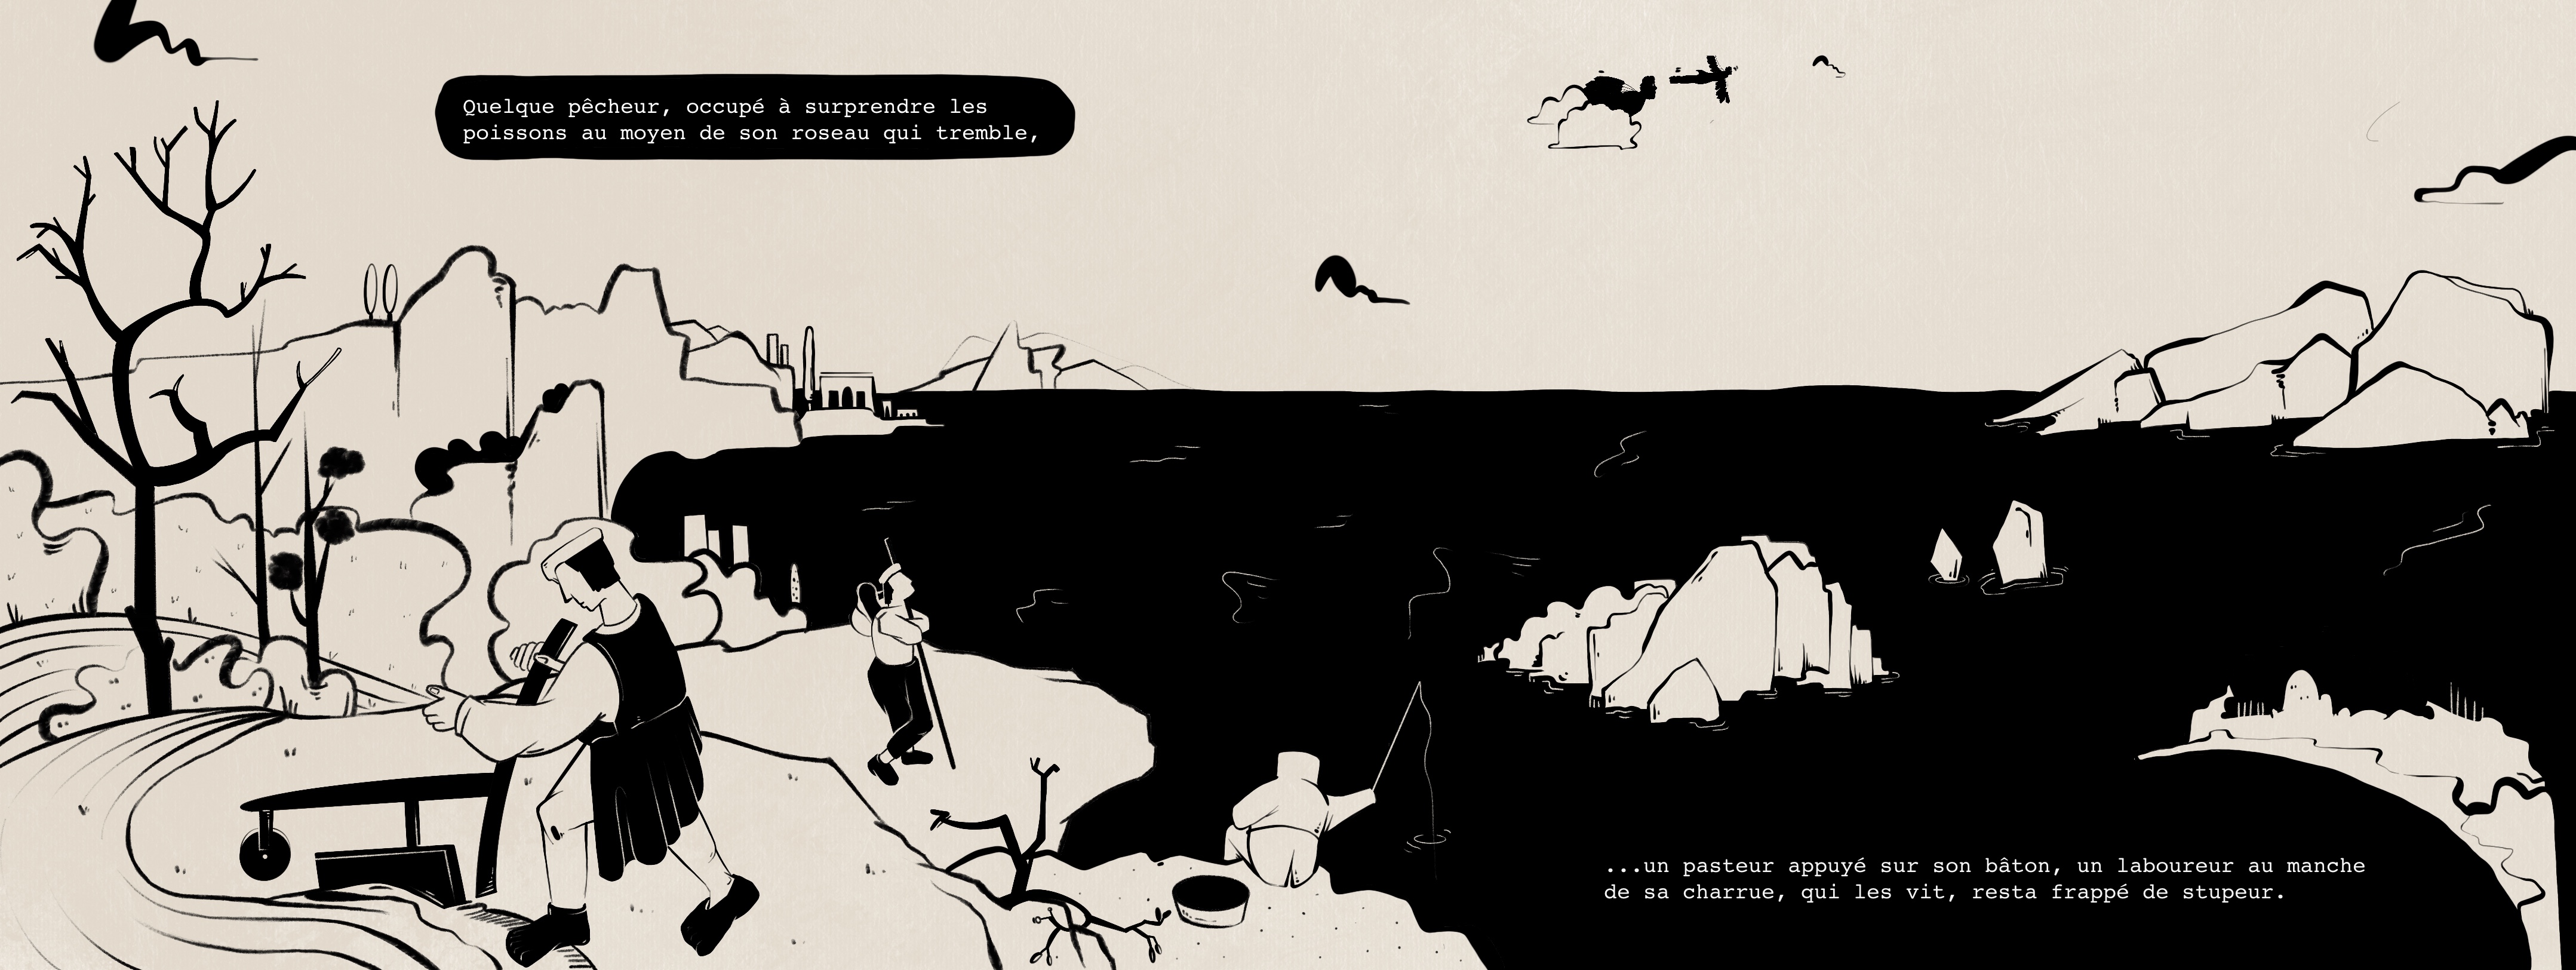 Quelque pêcheur, occupé à surprendre les
poissons au moyen de son roseau qui tremble,
...un pasteur appuyé sur son bâton, un laboureur au manche
de sa charrue, qui les vit, resta frappé de stupeur.